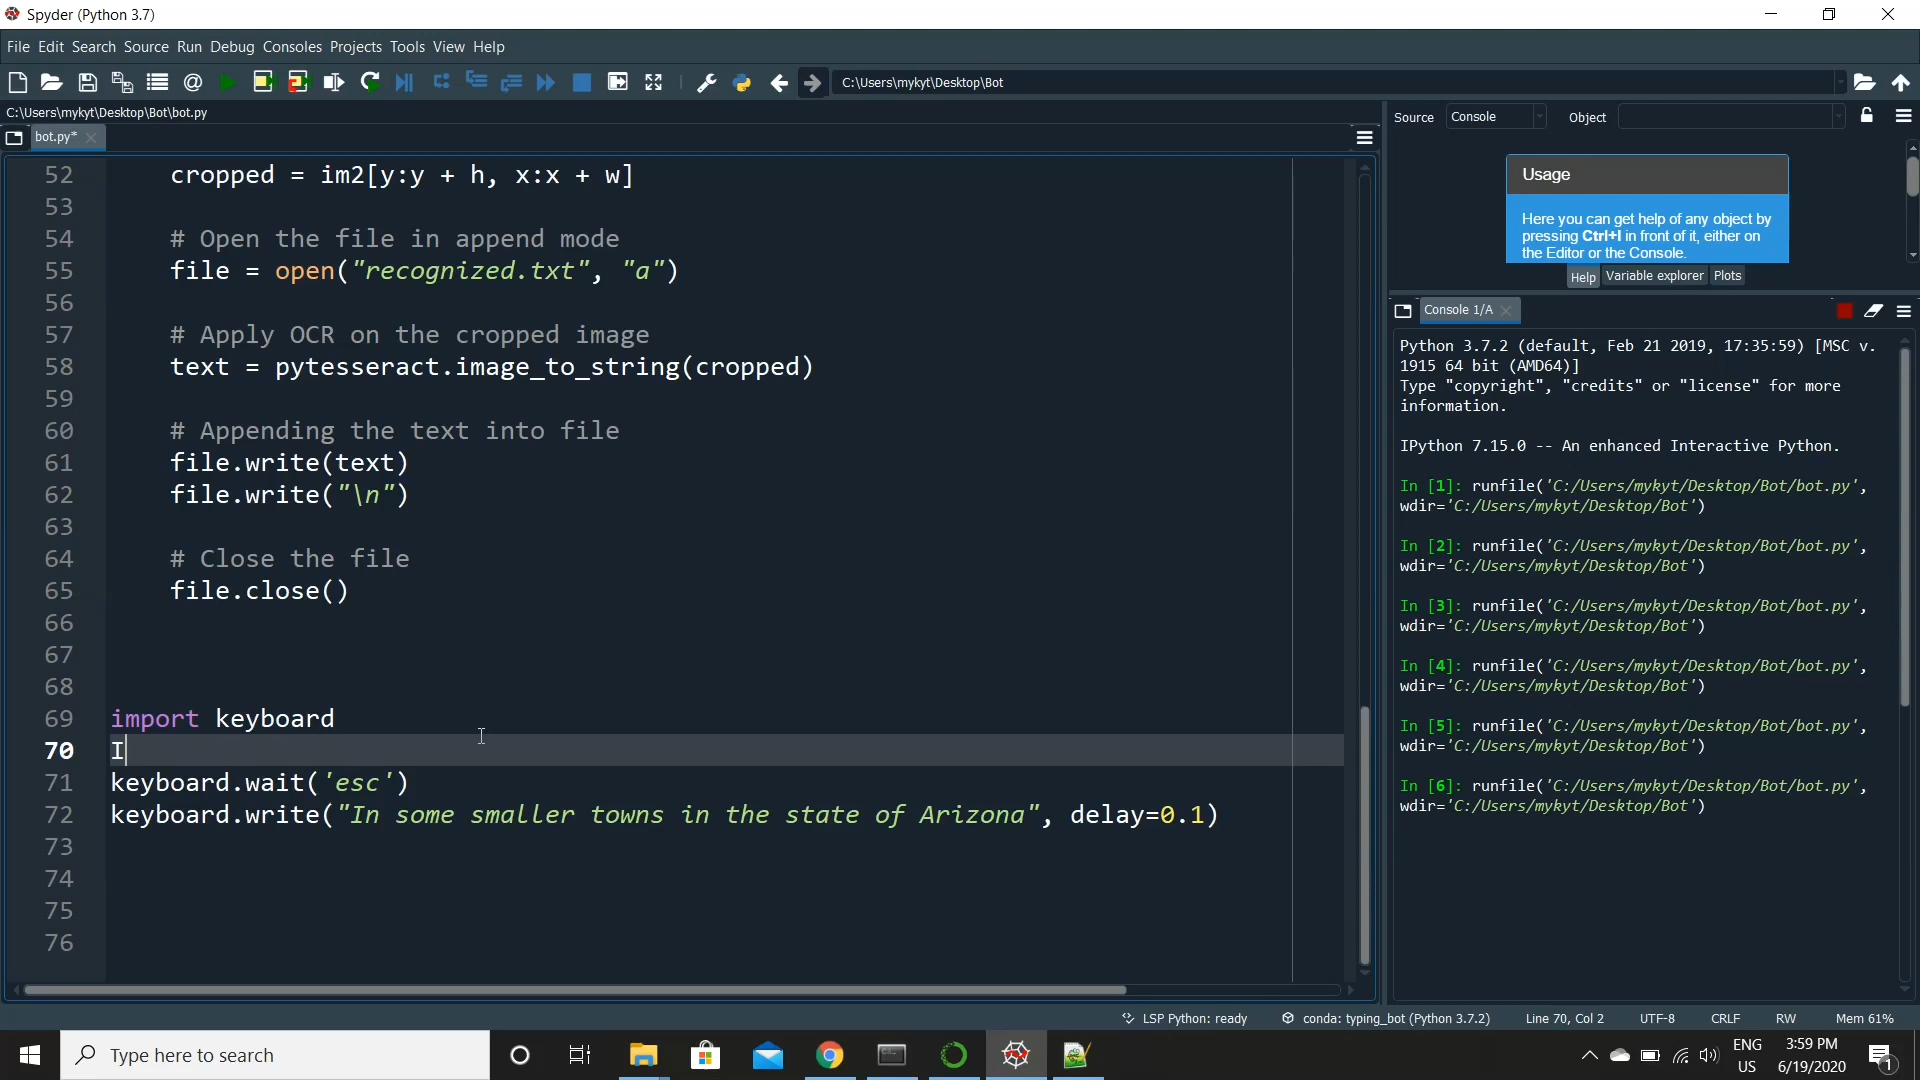 Spyder (Python 3.7)
File Edit Search Source Run Debug Consoles Projects Tools View Help
C:\Users\mykyt\Desktop\Bot
C:\Users\mykyt\Desktop\Bot\bot.py
bot.py*
52 cropped = im2[y:y + h, x:x + w]
53
54 # Open the file in append mode
55 file = open("recognized.txt", "a")
56
57 # Apply OCR on the cropped image
58 text = pytesseract.image_to_string(cropped)
59
60 # Appending the text into file
61 file.write(text)
62 file.write("\n")
63
64 # Close the file
65 file.close()
66
67
68
69 import keyboard
70 I
71 keyboard.wait('esc')
72 keyboard.write("In some smaller towns in the state of Arizona", delay=0.1)
73
74
75
76
Source Console Object
Usage
Here you can get help of any object by
pressing Ctrl+I in front of it, either on
the Editor or the Console.
Help Variable explorer Plots
Console 1/A
Python 3.7.2 (default, Feb 21 2019, 17:35:59) [MSC v.
1915 64 bit (AMD64)]
Type "copyright", "credits" or "license" for more
information.
IPython 7.15.0 -- An enhanced Interactive Python.
In [1]: runfile('C:/Users/mykyt/Desktop/Bot/bot.py',
wdir='C:/Users/mykyt/Desktop/Bot')
In [2]: runfile('C:/Users/mykyt/Desktop/Bot/bot.py',
wdir='C:/Users/mykyt/Desktop/Bot')
In [3]: runfile('C:/Users/mykyt/Desktop/Bot/bot.py',
wdir='C:/Users/mykyt/Desktop/Bot')
In [4]: runfile('C:/Users/mykyt/Desktop/Bot/bot.py',
wdir='C:/Users/mykyt/Desktop/Bot')
In [5]: runfile('C:/Users/mykyt/Desktop/Bot/bot.py',
wdir='C:/Users/mykyt/Desktop/Bot')
In [6]: runfile('C:/Users/mykyt/Desktop/Bot/bot.py',
wdir='C:/Users/mykyt/Desktop/Bot')
LSP Python: ready conda: typing_bot (Python 3.7.2) Line 70, Col 2 UTF-8 CRLF RW Mem 61%
Type here to search
ENG
US
3:59 PM
6/19/2020
1